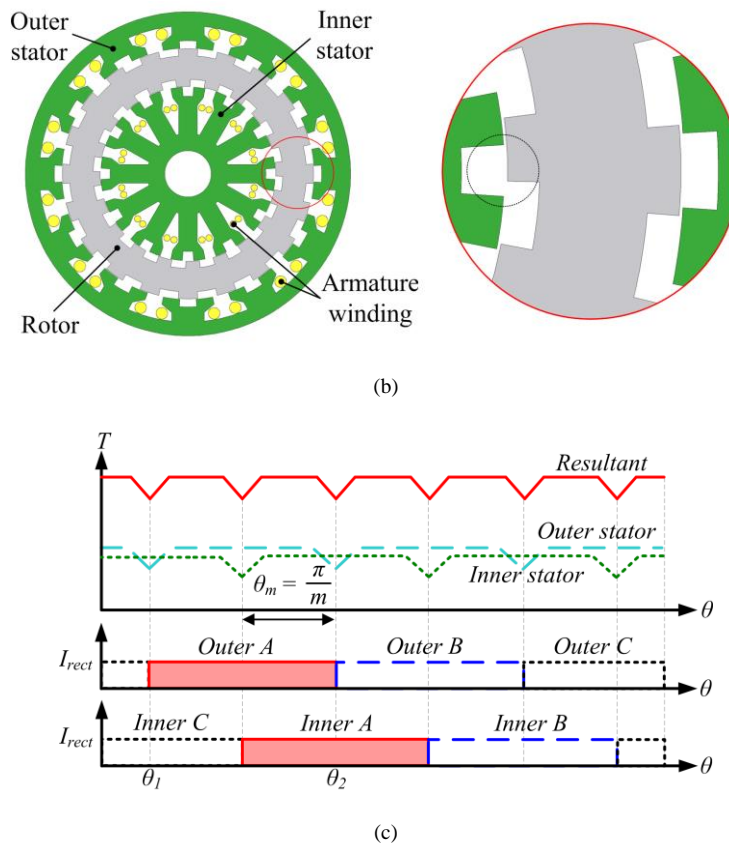 Outer
stator
Inner
stator
Rotor
Armature
winding
(b)
T
Resultant
Outer stator
Inner stator
θm = π/m
θ
Irect
Outer A
Outer B
Outer C
θ
Irect
Inner C
Inner A
Inner B
θ
θ1
θ2
(c)